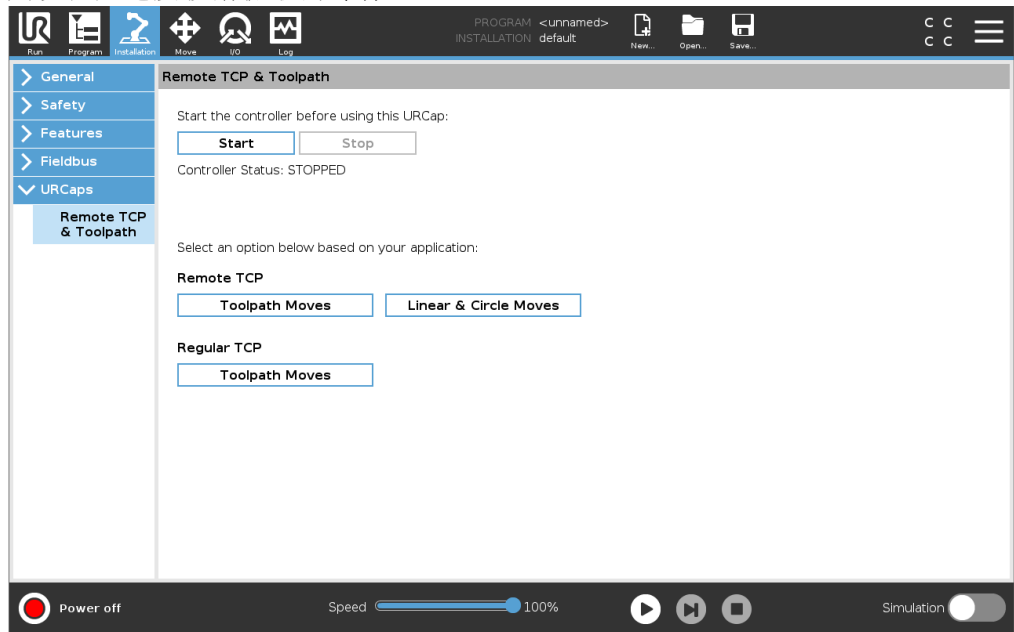 PROGRAM <unnamed>
INSTALLATION default
C C
C C
UR
Run
Program
Installation
Move
I/O
Log
New...
Open...
Save...
General
Safety
Features
Fieldbus
URCaps
Remote TCP
& Toolpath
Remote TCP & Toolpath
Start the controller before using this URCap:
Start
Stop
Controller Status: STOPPED
Select an option below based on your application:
Remote TCP
Toolpath Moves
Linear & Circle Moves
Regular TCP
Toolpath Moves
Power off
Speed
100%
Simulation